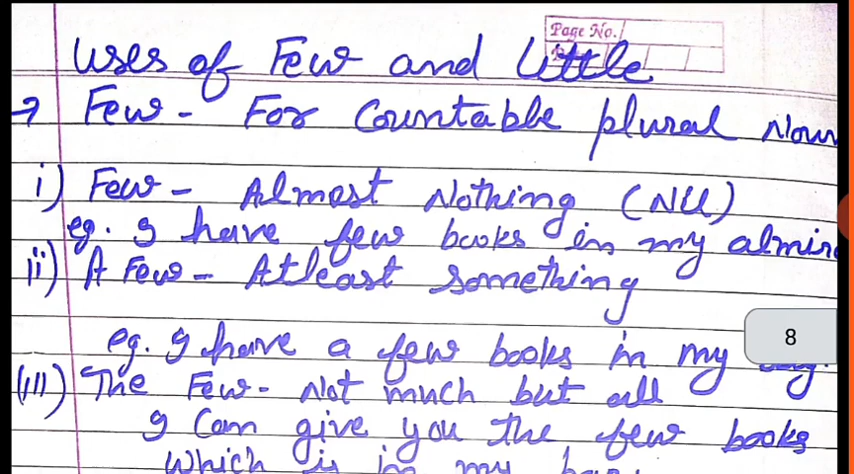 Page No.
Uses of Few and Little
→ Few - For Countable plural Noun
i) Few - Almost Nothing (Nil)
eg. I have few books in my almira
ii) A Few - Atleast something
8
eg. I have a few books in my
(iii) The Few - Not much but all
I Can give you the few books
which is in my